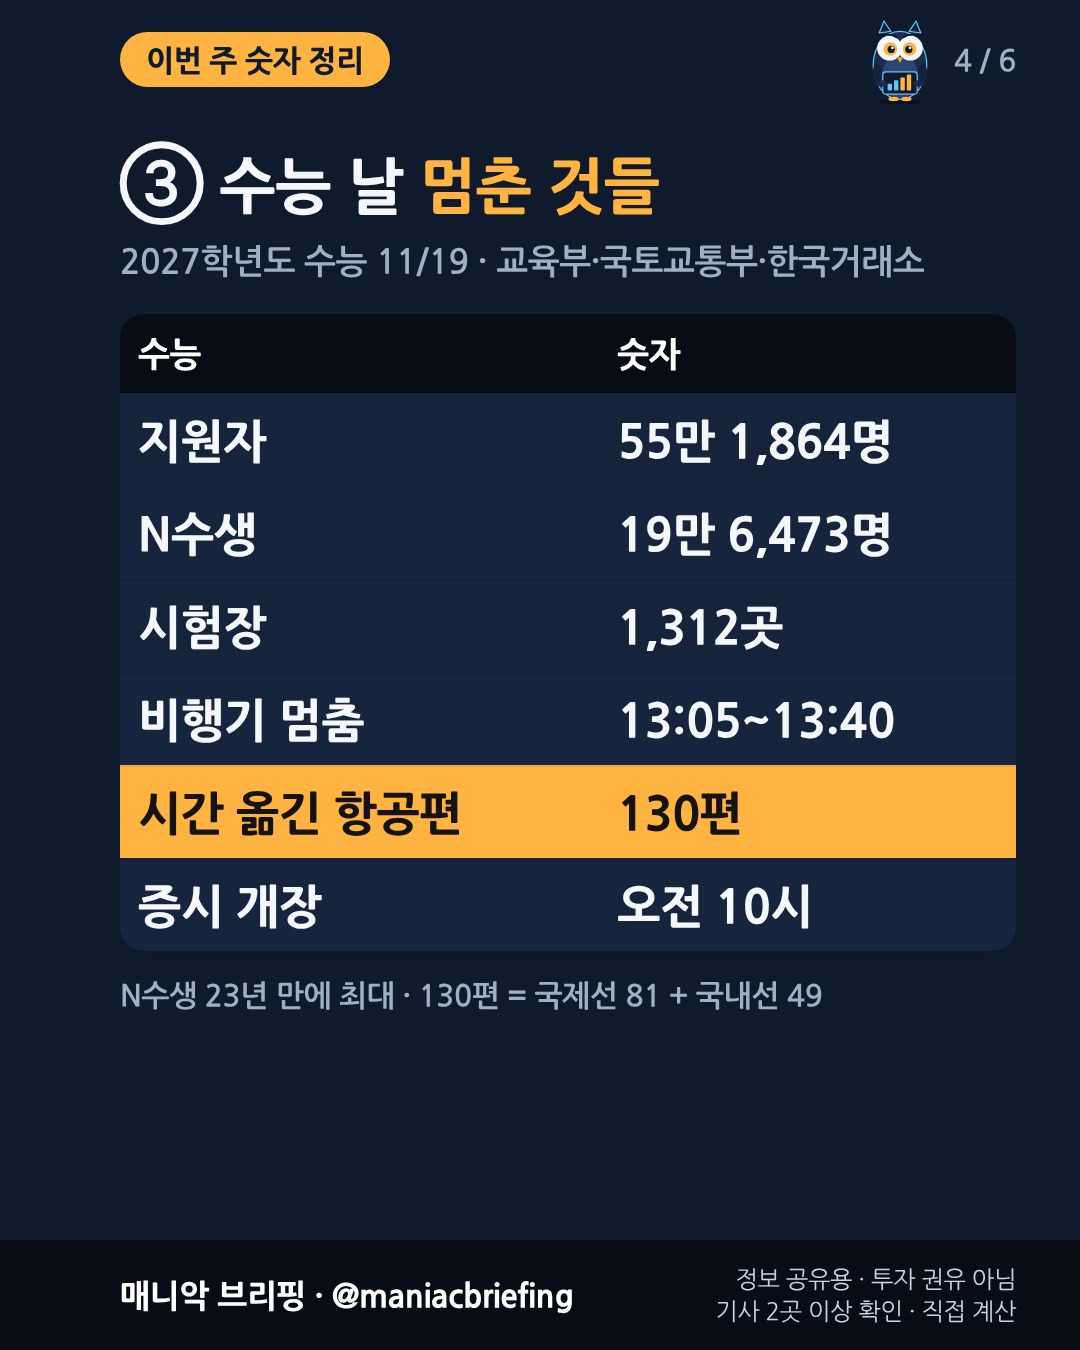 이번 주 숫자 정리
4 / 6
③ 수능 날 멈춘 것들
2027학년도 수능 11/19 · 교육부·국토교통부·한국거래소
수능 숫자
지원자 55만 1,864명
N수생 19만 6,473명
시험장 1,312곳
비행기 멈춤 13:05~13:40
시간 옮긴 항공편 130편
증시 개장 오전 10시
N수생 23년 만에 최대 · 130편 = 국제선 81 + 국내선 49
매니악 브리핑 · @maniacbriefing
정보 공유용 · 투자 권유 아님
기사 2곳 이상 확인 · 직접 계산